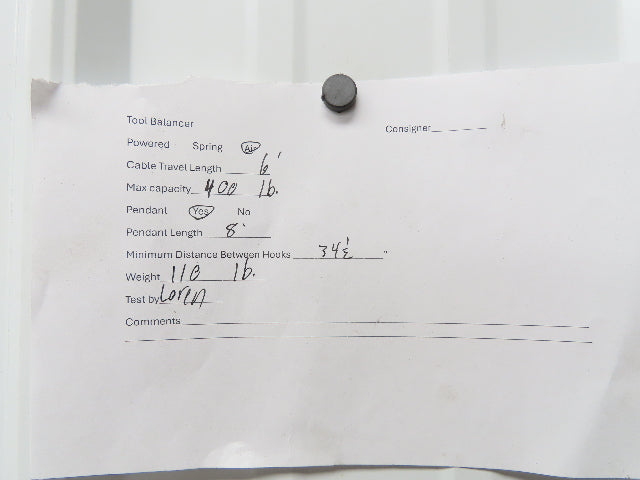 Tool Balancer
Consigner
Powered Spring Air
Cable Travel Length 6'
Max capacity 400 lb.
Pendant Yes No
Pendant Length 8'
Minimum Distance Between Hooks 34½ "
Weight 110 lb.
Test by Loren
Comments